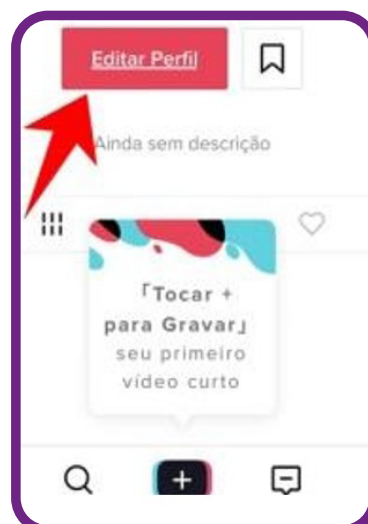 Editar Perfil
Ainda sem descrição
「Tocar +
para Gravar」
seu primeiro
vídeo curto